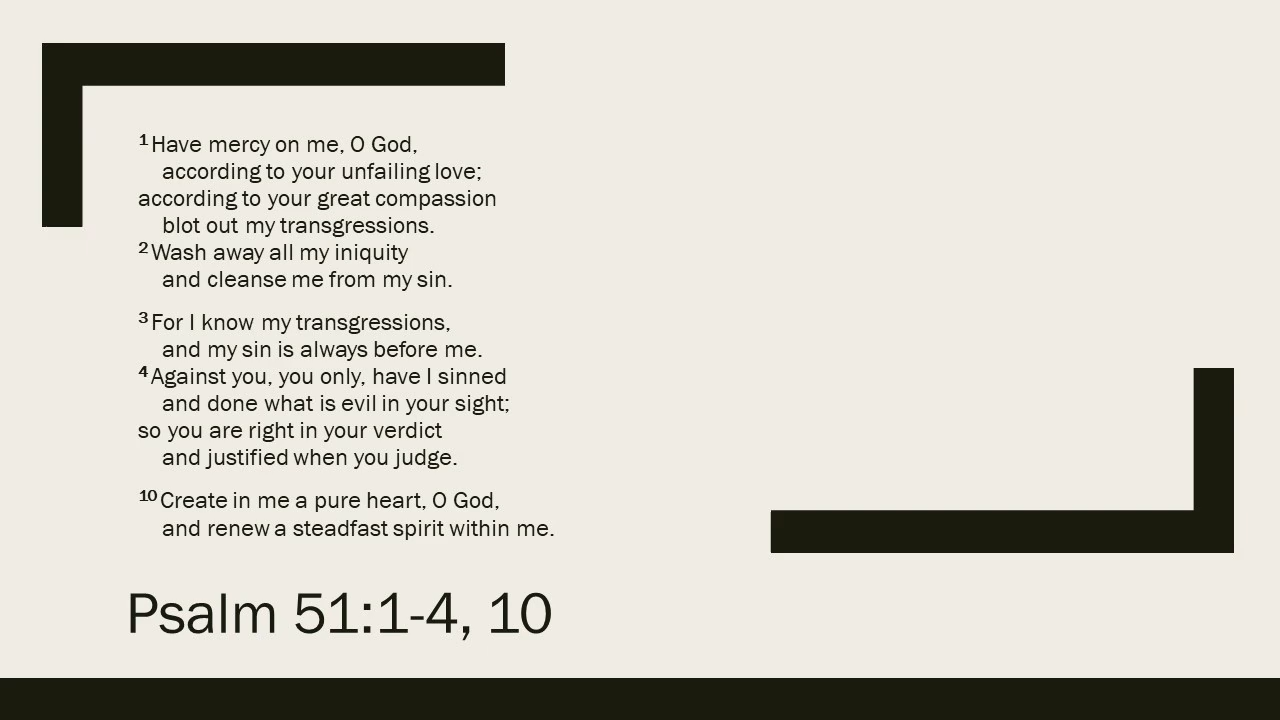 1 Have mercy on me, O God,
according to your unfailing love;
according to your great compassion
blot out my transgressions.
2 Wash away all my iniquity
and cleanse me from my sin.
3 For I know my transgressions,
and my sin is always before me.
4 Against you, you only, have I sinned
and done what is evil in your sight;
so you are right in your verdict
and justified when you judge.
10 Create in me a pure heart, O God,
and renew a steadfast spirit within me.
Psalm 51:1-4, 10